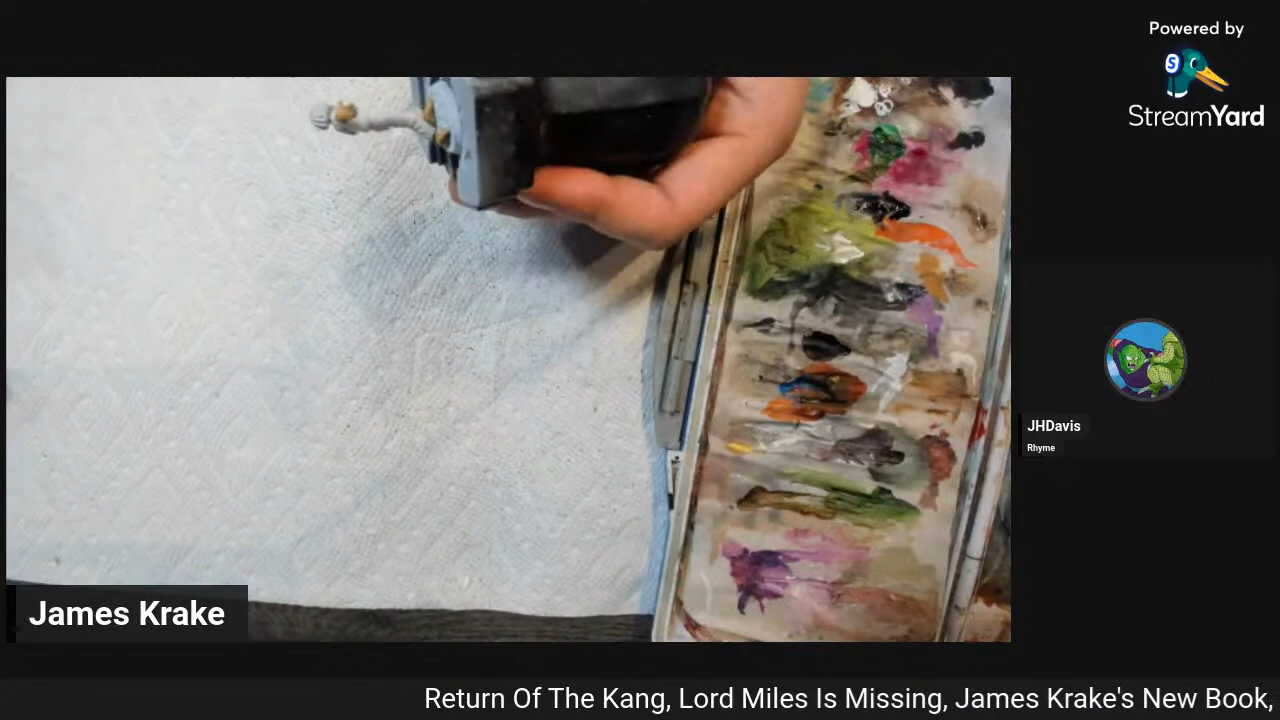 Powered by
S
StreamYard
JHDavis
Rhyme
James Krake
Return Of The Kang, Lord Miles Is Missing, James Krake's New Book,